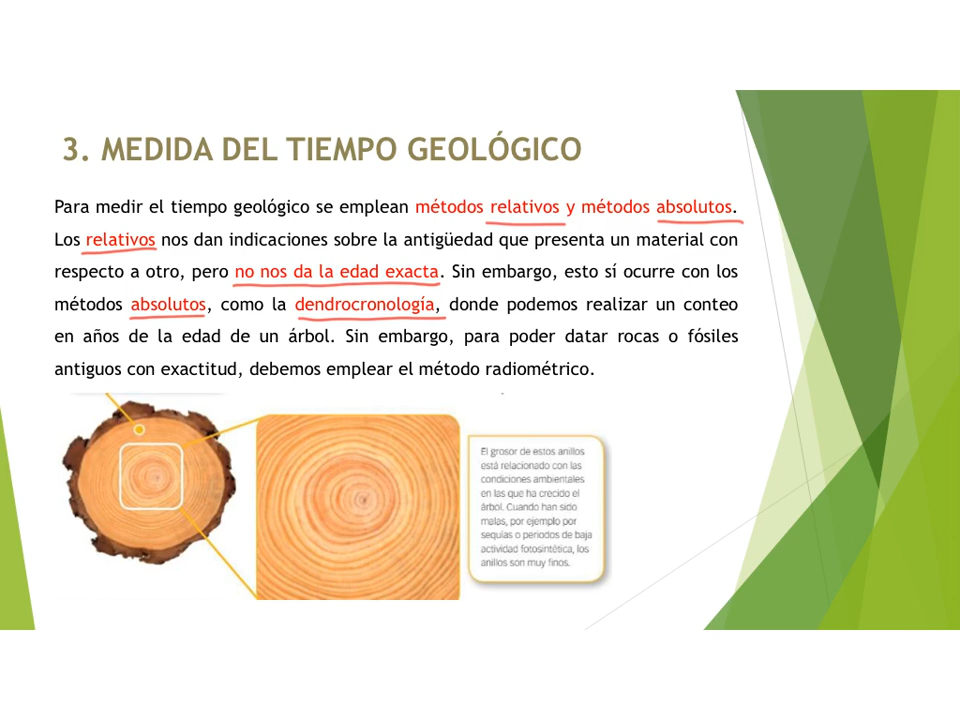 3. MEDIDA DEL TIEMPO GEOLÓGICO
Para medir el tiempo geológico se emplean métodos relativos y métodos absolutos.
Los relativos nos dan indicaciones sobre la antigüedad que presenta un material con
respecto a otro, pero no nos da la edad exacta. Sin embargo, esto sí ocurre con los
métodos absolutos, como la dendrocronología, donde podemos realizar un conteo
en años de la edad de un árbol. Sin embargo, para poder datar rocas o fósiles
antiguos con exactitud, debemos emplear el método radiométrico.
El grosor de estos anillos
está relacionado con las
condiciones ambientales
en las que ha crecido el
árbol. Cuando han sido
malas, por ejemplo por
sequías o periodos de baja
actividad fotosintética, los
anillos son muy finos.